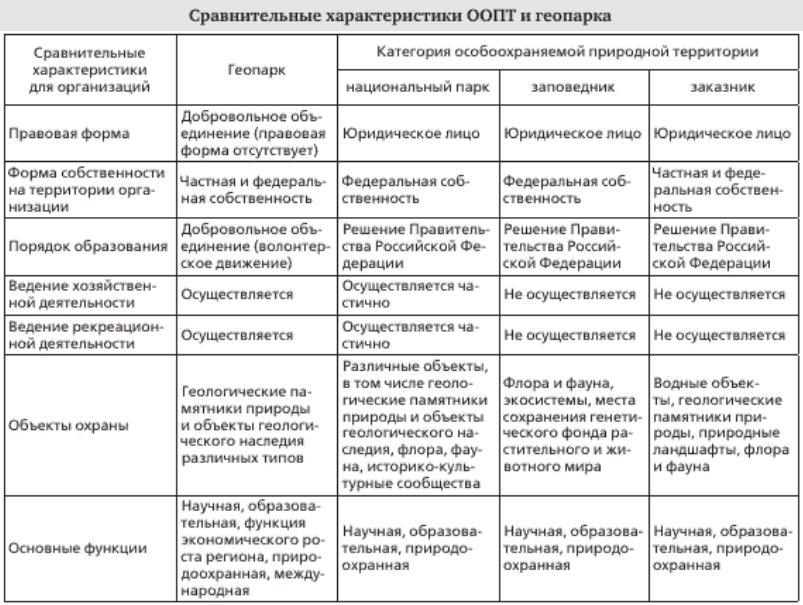 Сравнительные характеристики ООПТ и геопарка
Сравнительные
характеристики
для организаций
Геопарк
Категория особоохраняемой природной территории
национальный парк
заповедник
заказник
Правовая форма
Добровольное объ-
единение (правовая
форма отсутствует)
Юридическое лицо
Юридическое лицо
Юридическое лицо
Форма собственности
на территории орга-
низации
Частная и федераль-
ная собственность
Федеральная соб-
ственность
Федеральная соб-
ственность
Частная и феде-
ральная собствен-
ность
Порядок образования
Добровольное объ-
единение (волонтер-
ское движение)
Решение Правитель-
ства Российской Фе-
дерации
Решение Прави-
тельства Россий-
ской Федерации
Решение Прави-
тельства Россий-
ской Федерации
Ведение хозяйствен-
ной деятельности
Осуществляется
Осуществляется ча-
стично
Не осуществляется
Не осуществляется
Ведение рекреацион-
ной деятельности
Осуществляется
Осуществляется ча-
стично
Не осуществляется
Не осуществляется
Объекты охраны
Геологические па-
мятники природы
и объекты геологи-
ческого наследия
различных типов
Различные объекты,
в том числе геоло-
гические памятники
природы и объекты
геологического на-
следия, флора, фау-
на, историко-куль-
турные сообщества
Флора и фауна,
экосистемы, места
сохранения генети-
ческого фонда рас-
тительного и жи-
вотного мира
Водные объек-
ты, геологические
памятники при-
роды, природные
ландшафты, флора
и фауна
Основные функции
Научная, образова-
тельная, функция
экономического ро-
ста региона, приро-
доохранная, между-
народная
Научная, образова-
тельная, природо-
охранная
Научная, образова-
тельная, природо-
охранная
Научная, образова-
тельная, природо-
охранная